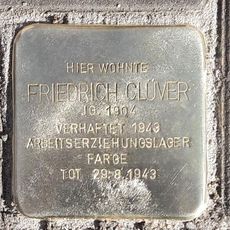 HIER WOHNTE
FRIEDRICH CLÜVER
JG. 1904
VERHAFTET 1943
ARBEITSERZIEHUNGSLAGER
FARGE
TOT 29.8.1943